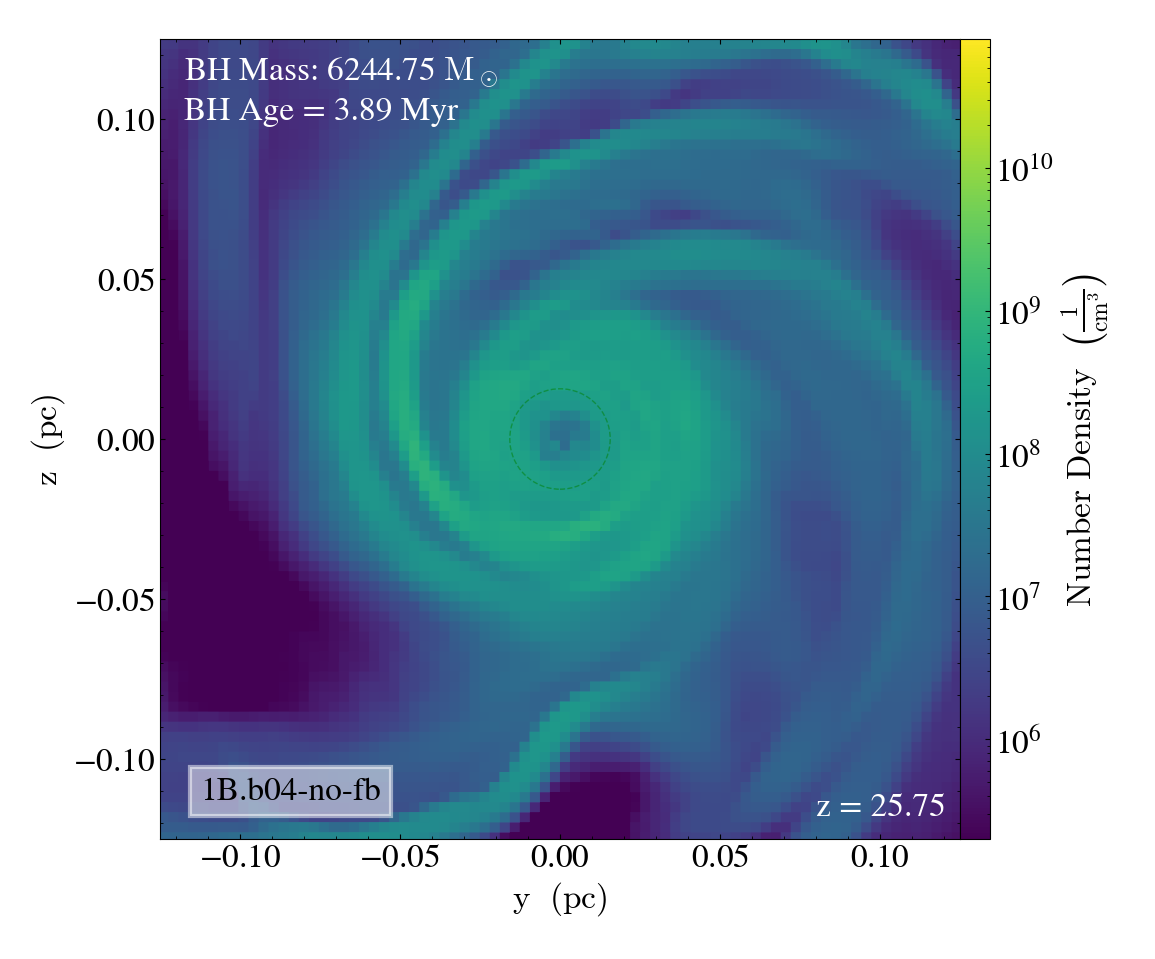 BH Mass: 6244.75 M⊙
BH Age = 3.89 Myr
0.10
0.05
0.00
−0.05
−0.10
z (pc)
1B.b04-no-fb
z = 25.75
−0.10 −0.05 0.00 0.05 0.10
y (pc)
10¹⁰
10⁹
10⁸
10⁷
10⁶
Number Density (1/cm³)